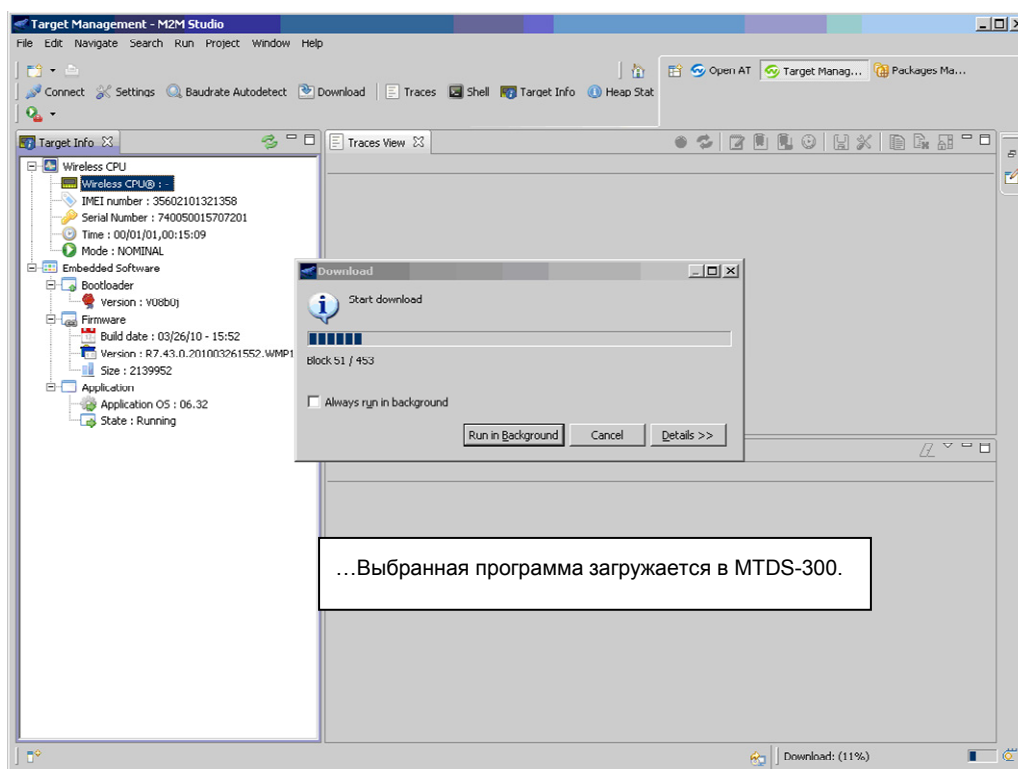 Target Management - M2M Studio
File Edit Navigate Search Run Project Window Help
Open AT Target Manag... Packages Ma...
Connect Settings Baudrate Autodetect Download Traces Shell Target Info Heap Stat
Target Info
Traces View
Wireless CPU
Wireless CPU® : -
IMEI number : 35602101321358
Serial Number : 740050015707201
Time : 00/01/01,00:15:09
Mode : NOMINAL
Embedded Software
Bootloader
Version : V08b0j
Firmware
Build date : 03/26/10 - 15:52
Version : R7.43.0.201003261552.WMP1
Size : 2139952
Application
Application OS : 06.32
State : Running
Download
Start download
Block 51 / 453
Always run in background
Run in Background Cancel Details >>
…Выбранная программа загружается в MTDS-300.
Download: (11%)